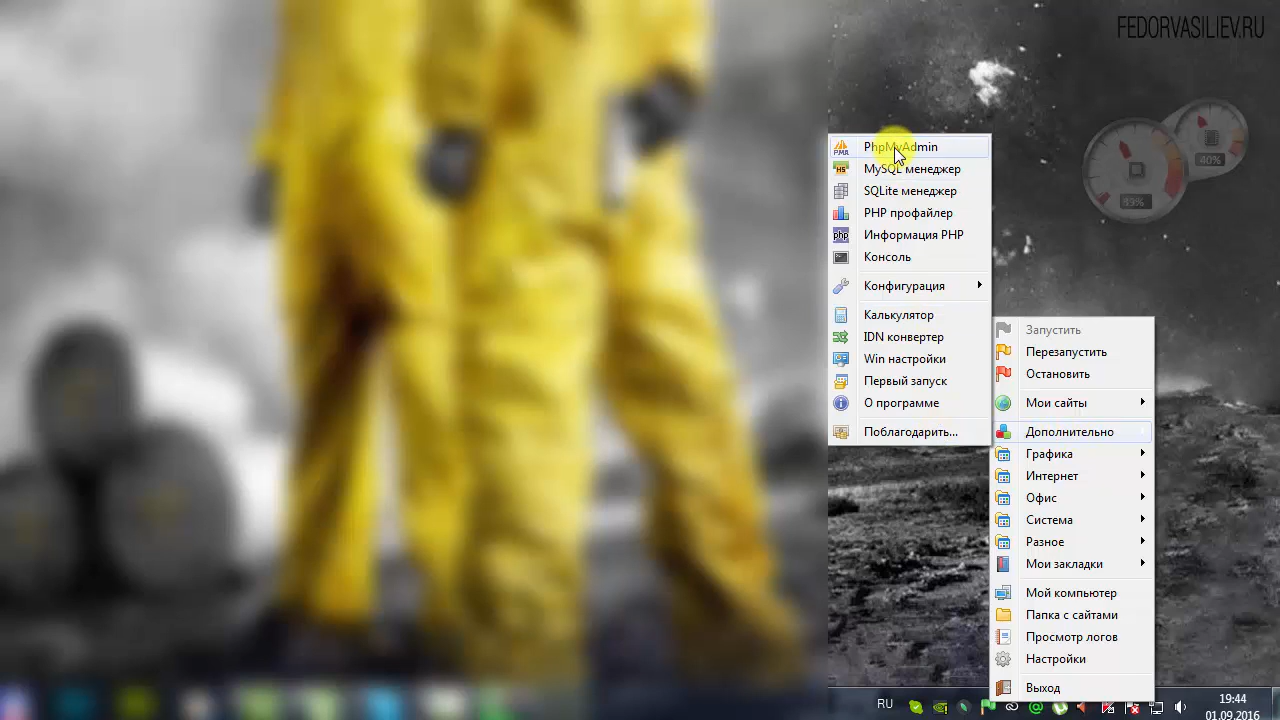 FEDORVASILIEV.RU
40%
PhpMyAdmin
MySQL менеджер
SQLite менеджер
PHP профайлер
Информация PHP
Консоль
Конфигурация
Калькулятор
IDN конвертер
Win настройки
Первый запуск
О программе
Поблагодарить...
Запустить
Перезапустить
Остановить
Мои сайты
Дополнительно
Графика
Интернет
Офис
Система
Разное
Мои закладки
Мой компьютер
Папка с сайтами
Просмотр логов
Настройки
Выход
RU
19:44
01.09.2016